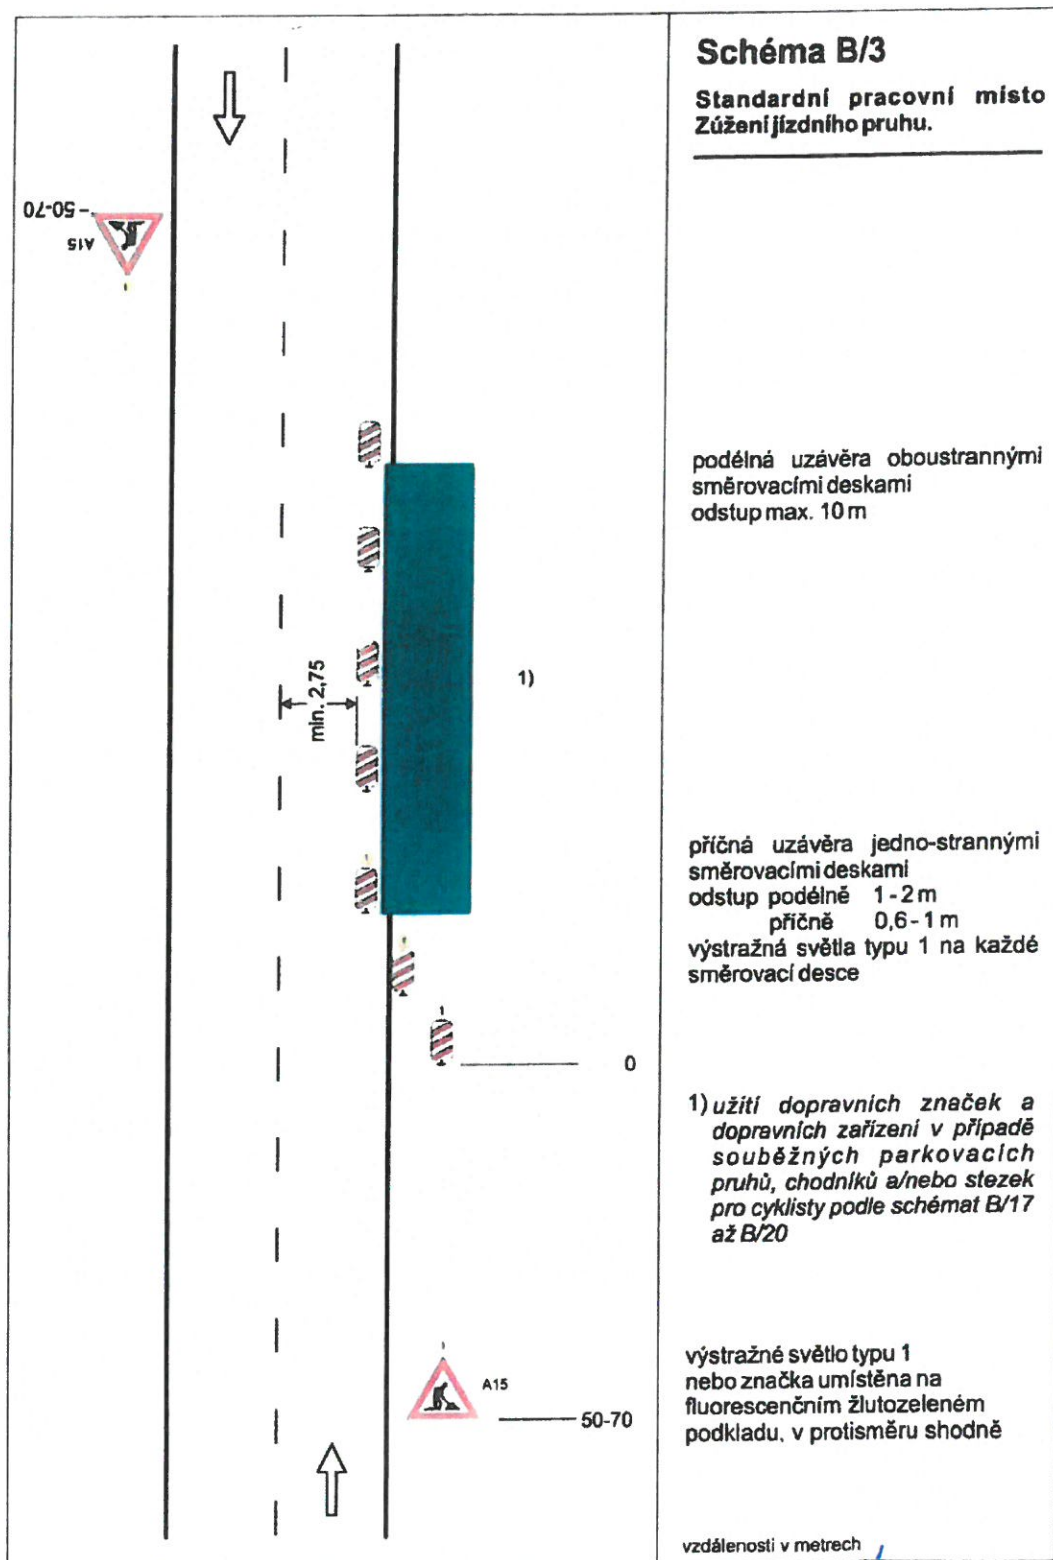 Schéma B/3
Standardní pracovní místo
Zúžení jízdního pruhu.
50-70
A15
podélná uzávěra oboustrannými
směrovacími deskami
odstup max. 10 m
1)
min. 2,75
příčná uzávěra jedno-strannými
směrovacími deskami
odstup podélně 1-2 m
příčně 0,6-1 m
výstražná světla typu 1 na každé
směrovací desce
1
0
1) užití dopravních značek a
dopravních zařízení v případě
souběžných parkovacích
pruhů, chodníků a/nebo stezek
pro cyklisty podle schémat B/17
až B/20
A15
50-70
výstražné světlo typu 1
nebo značka umístěna na
fluorescenčním žlutozeleném
podkladu, v protisměru shodně
vzdálenosti v metrech